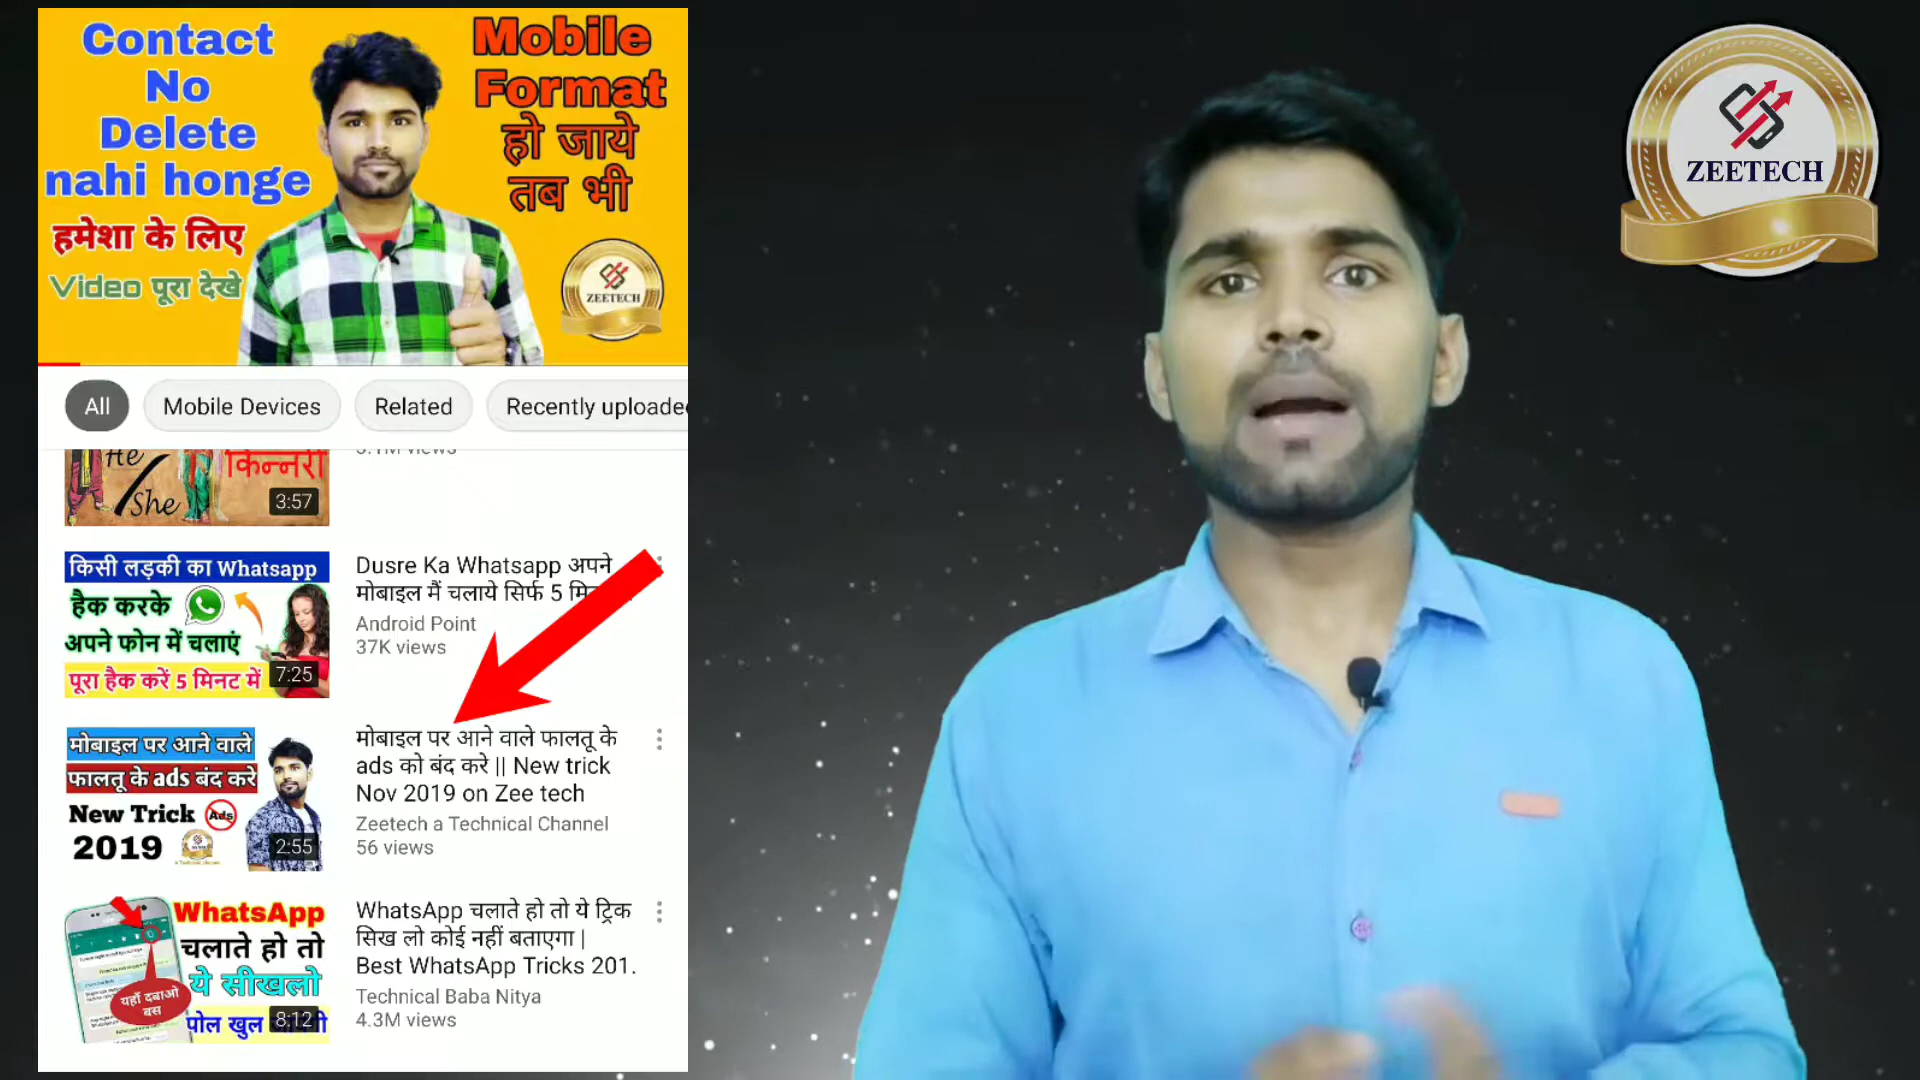 Contact
No
Delete
nahi honge
हमेशा के लिए
Video पूरा देखे
Mobile
Format
हो जाये
तब भी
ZEETECH
ZEETECH
All
Mobile Devices
Related
Recently uploade
He
She
किन्नरी
3:57
किसी लड़की का Whatsapp
हैक करके
अपने फोन में चलाएं
पूरा हैक करें 5 मिनट में
7:25
Dusre Ka Whatsapp अपने
मोबाइल मैं चलाये सिर्फ 5
Android Point
37K views
मोबाइल पर आने वाले
फालतू के ads बंद करे
New Trick
Ads
2019
2:55
मोबाइल पर आने वाले फालतू के
ads को बंद करे || New trick
Nov 2019 on Zee tech
Zeetech a Technical Channel
56 views
WhatsApp
चलाते हो तो
ये सीखलो
यहाँ दबाओ
बस
पोल खुल
8:12
WhatsApp चलाते हो तो ये ट्रिक
सिख लो कोई नहीं बताएगा |
Best WhatsApp Tricks 201.
Technical Baba Nitya
4.3M views